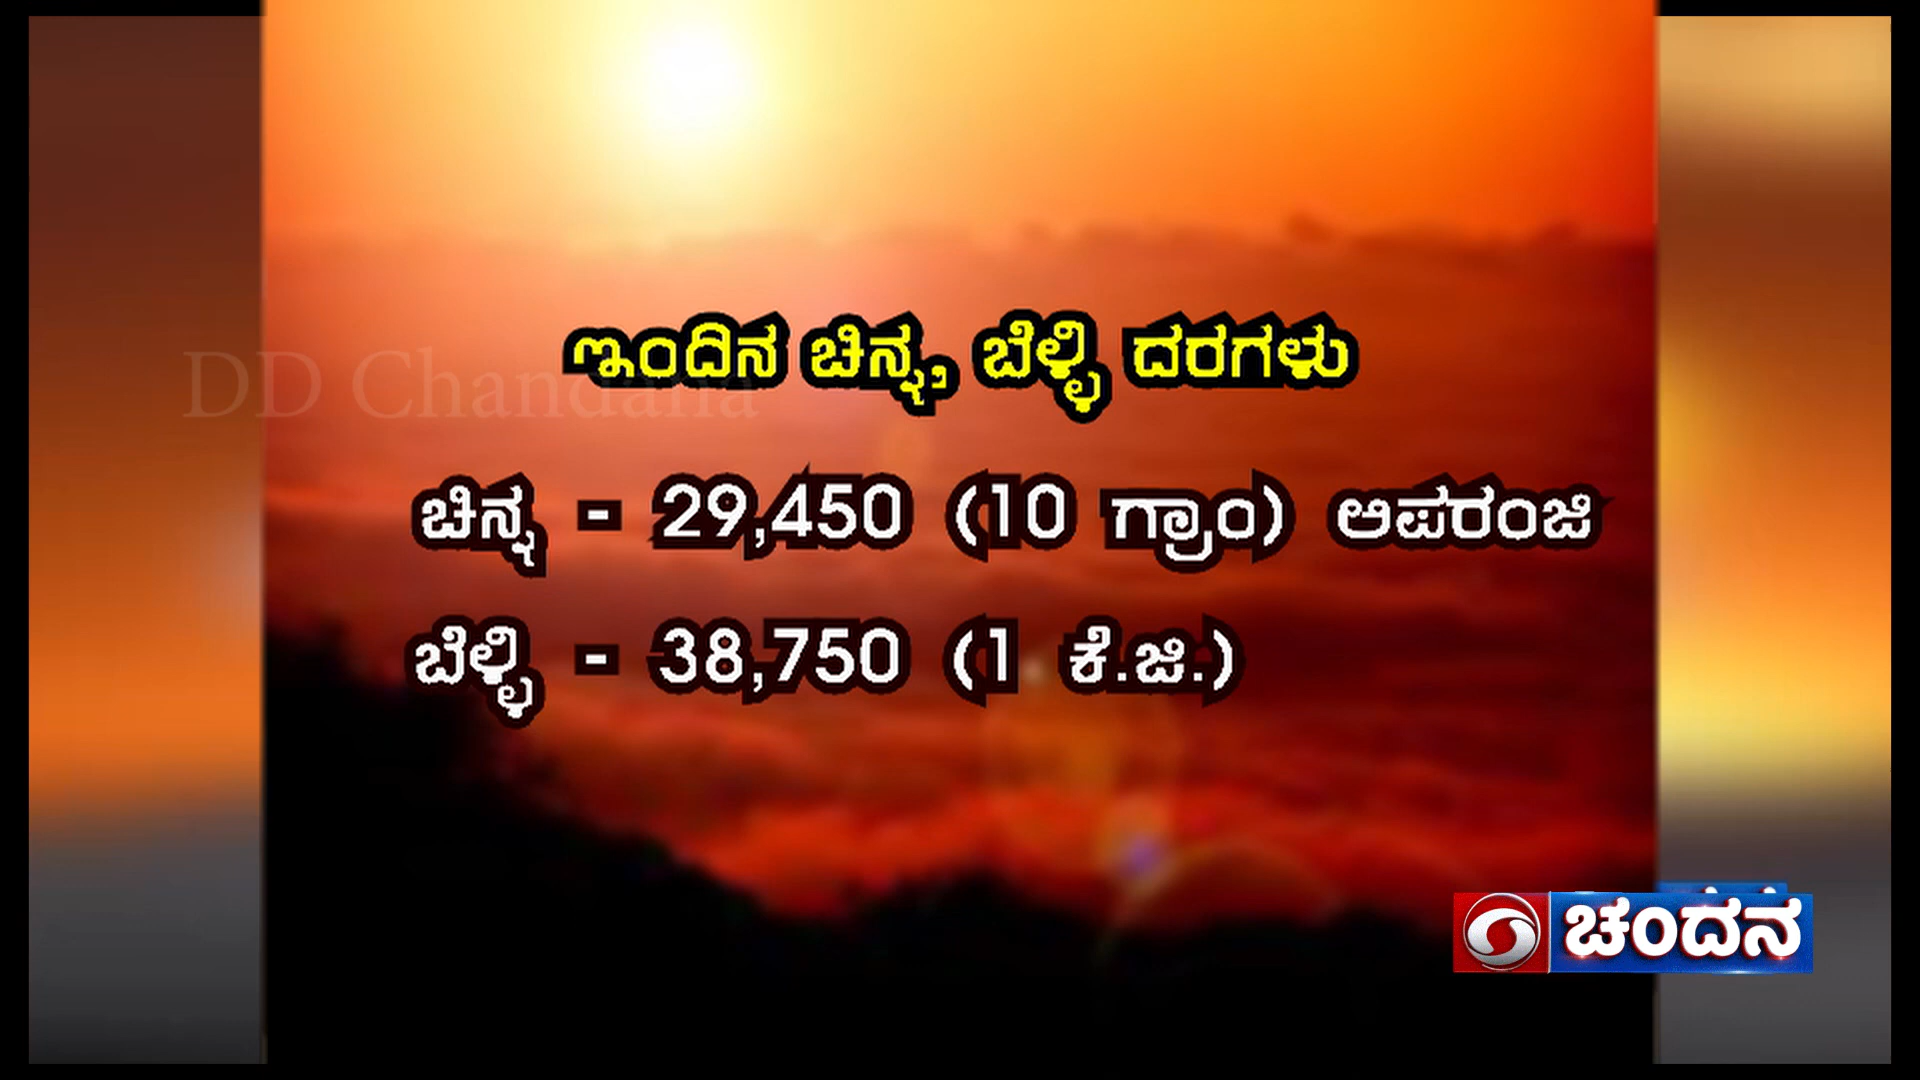 ಇಂದಿನ ಚಿನ್ನ, ಬೆಳ್ಳಿ ದರಗಳು
DD Chandana
ಚಿನ್ನ - 29,450 (10 ಗ್ರಾಂ) ಅಪರಂಜಿ
ಬೆಳ್ಳಿ - 38,750 (1 ಕೆ.ಜಿ.)
ಚಂದನ